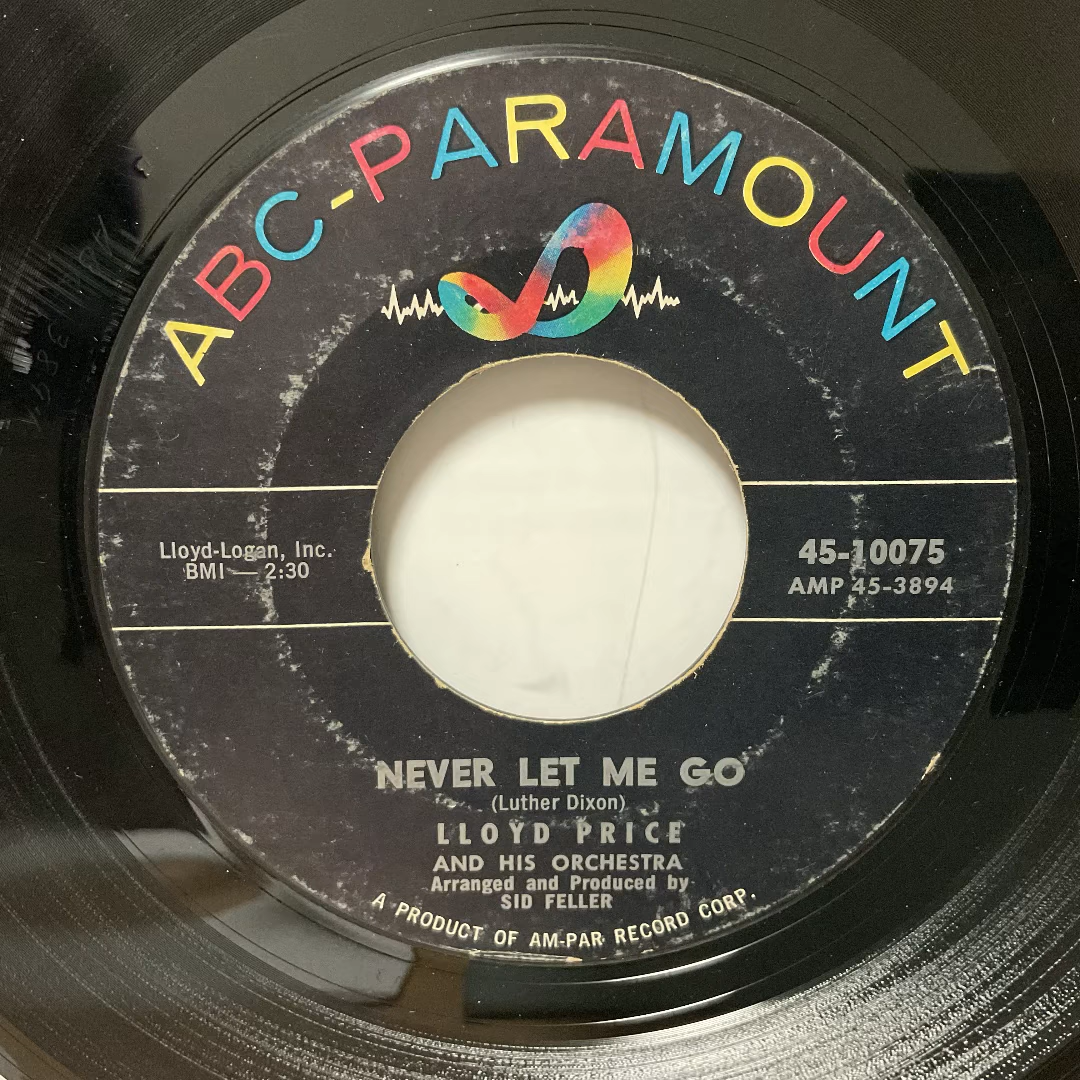 ABC-PARAMOUNT
Lloyd-Logan, Inc.
BMI — 2:30
45-10075
AMP 45-3894
NEVER LET ME GO
(Luther Dixon)
LLOYD PRICE
AND HIS ORCHESTRA
Arranged and Produced by
SID FELLER
A PRODUCT OF AM-PAR RECORD CORP.